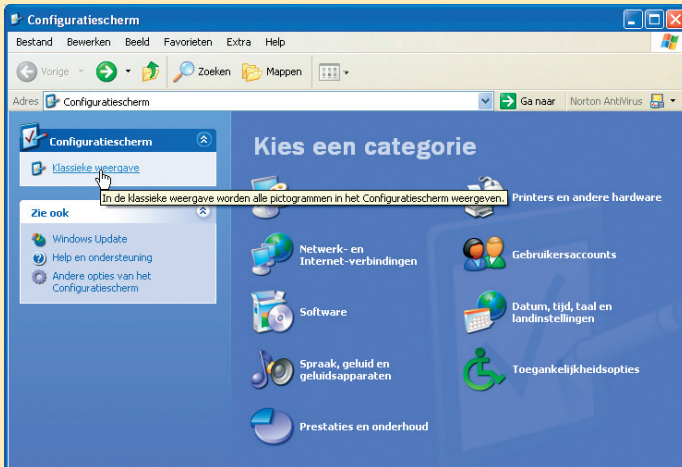 Configuratiescherm
Bestand Bewerken Beeld Favorieten Extra Help
Vorige Zoeken Mappen
Adres Configuratiescherm Ga naar Norton AntiVirus
Configuratiescherm
Klassieke weergave
In de klassieke weergave worden alle pictogrammen in het Configuratiescherm weergeven.
Zie ook
Windows Update
Help en ondersteuning
Andere opties van het
Configuratiescherm
Kies een categorie
Printers en andere hardware
Netwerk- en
Internet-verbindingen
Gebruikersaccounts
Software
Datum, tijd, taal en
landinstellingen
Spraak, geluid en
geluidsapparaten
Toegankelijkheidsopties
Prestaties en onderhoud